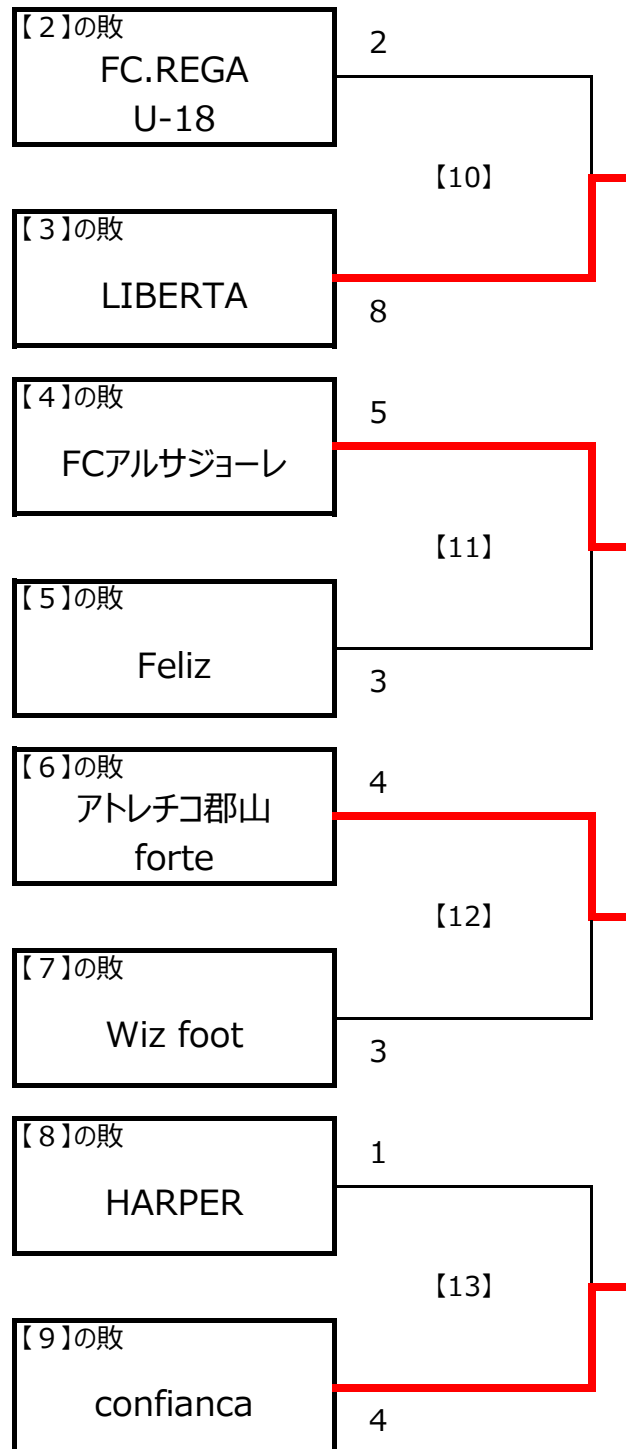 【2】の敗
2
FC.REGA
U-18
【10】
【3】の敗
LIBERTA
8
【4】の敗
5
FCアルサジョーレ
【11】
【5】の敗
Feliz
3
【6】の敗
4
アトレチコ郡山
forte
【12】
【7】の敗
Wiz foot
3
【8】の敗
1
HARPER
【13】
【9】の敗
confianca
4